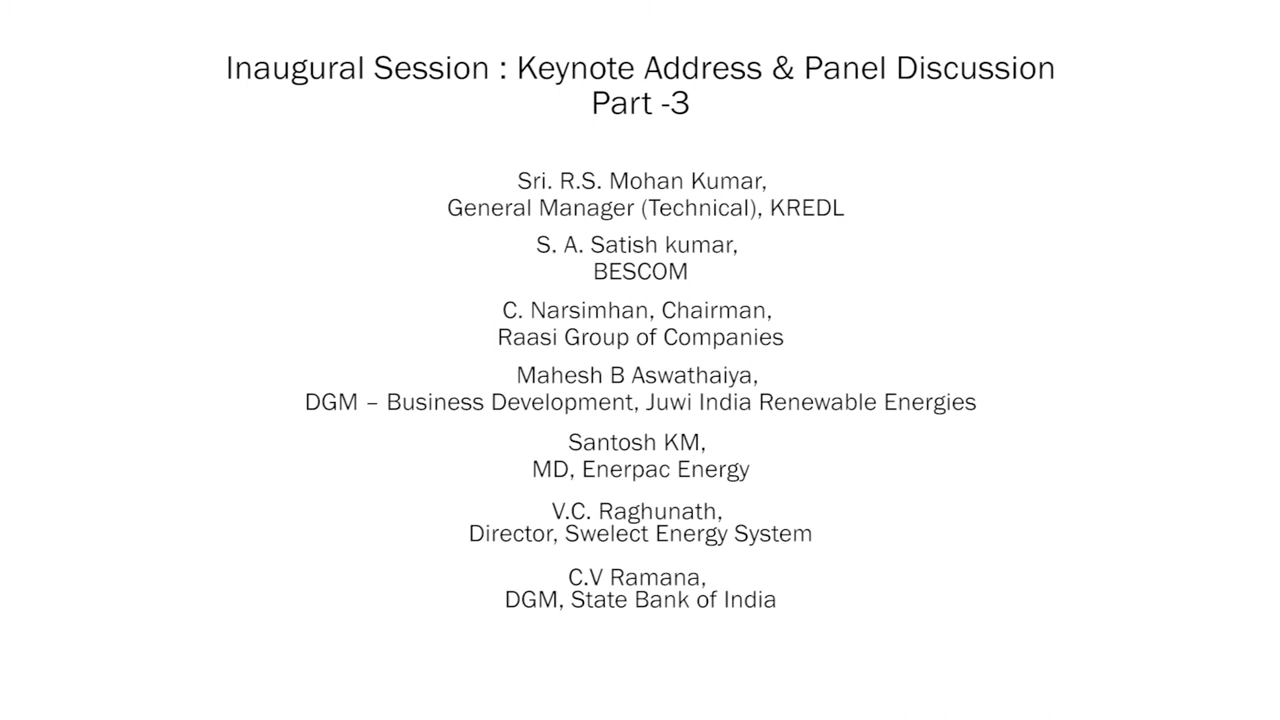 Inaugural Session : Keynote Address & Panel Discussion
Part -3
Sri. R.S. Mohan Kumar,
General Manager (Technical), KREDL
S. A. Satish kumar,
BESCOM
C. Narsimhan, Chairman,
Raasi Group of Companies
Mahesh B Aswathaiya,
DGM – Business Development, Juwi India Renewable Energies
Santosh KM,
MD, Enerpac Energy
V.C. Raghunath,
Director, Swelect Energy System
C.V Ramana,
DGM, State Bank of India